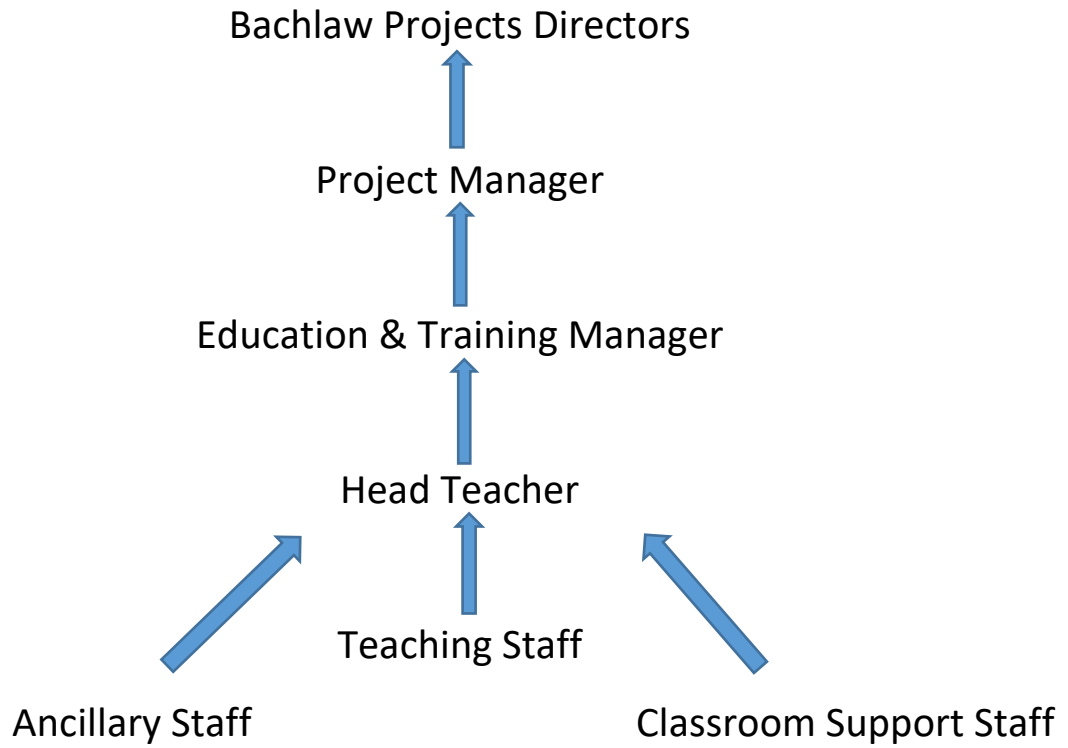 Bachlaw Projects Directors
Project Manager
Education & Training Manager
Head Teacher
Teaching Staff
Ancillary Staff
Classroom Support Staff